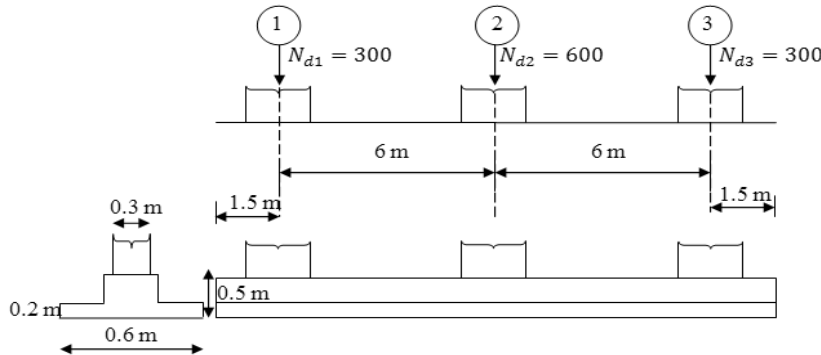 1 2 3
N_{d1} = 300 N_{d2} = 600 N_{d3} = 300
6 m 6 m
1.5 m 1.5 m
0.3 m
0.5 m
0.2 m
0.6 m